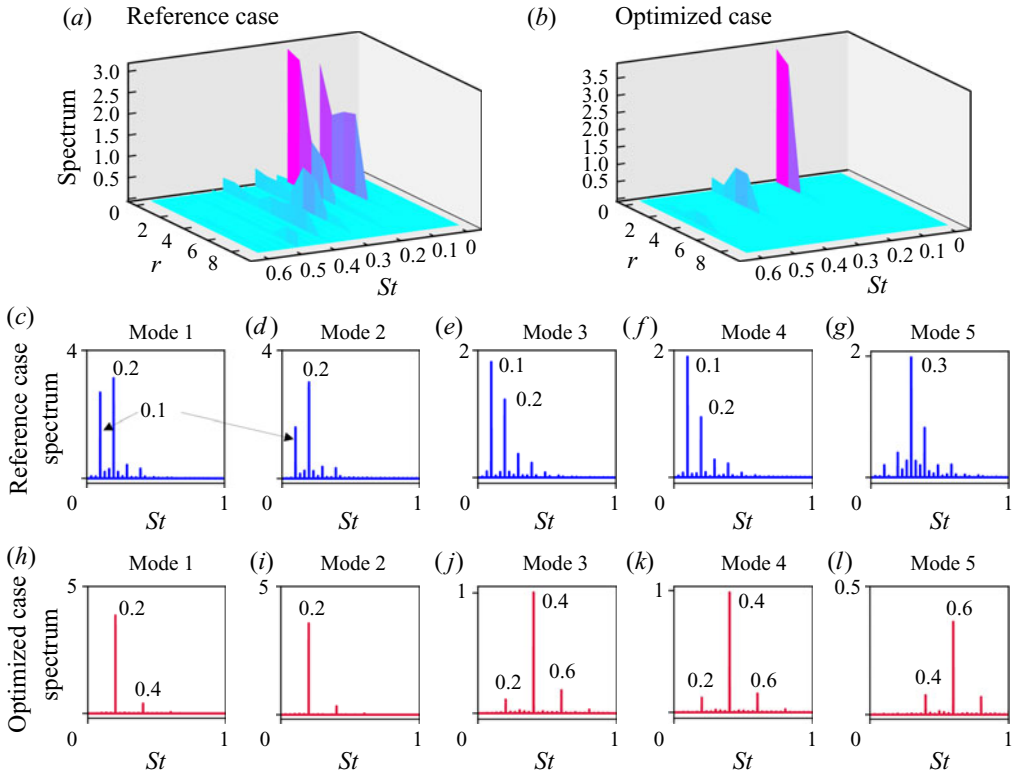 (a) Reference case
(b) Optimized case
Spectrum
3.0
2.5
2.0
1.5
1.0
0.5
0
2
4
6
8
r
0.6
0.5
0.4
0.3
0.2
0.1
0
St
3.5
3.0
2.5
2.0
1.5
1.0
0.5
0
2
4
6
8
r
0.6
0.5
0.4
0.3
0.2
0.1
0
St
(c) Mode 1
(d) Mode 2
(e) Mode 3
(f) Mode 4
(g) Mode 5
Reference case
spectrum
4
0.2
0.1
0
1
St
4
0.2
0
1
St
2
0.1
0.2
0
1
St
2
0.1
0.2
0
1
St
2
0.3
0
1
St
(h) Mode 1
(i) Mode 2
(j) Mode 3
(k) Mode 4
(l) Mode 5
Optimized case
spectrum
5
0.2
0.4
0
1
St
5
0.2
0
1
St
1
0.4
0.2
0.6
0
1
St
1
0.4
0.2
0.6
0
1
St
0.5
0.6
0.4
0
1
St